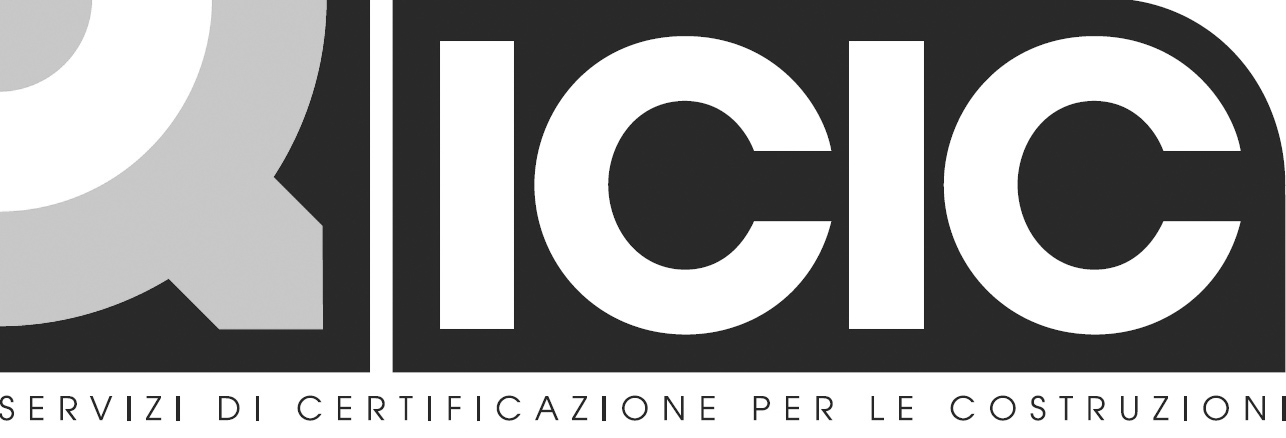 ICIC
SERVIZI DI CERTIFICAZIONE PER LE COSTRUZIONI